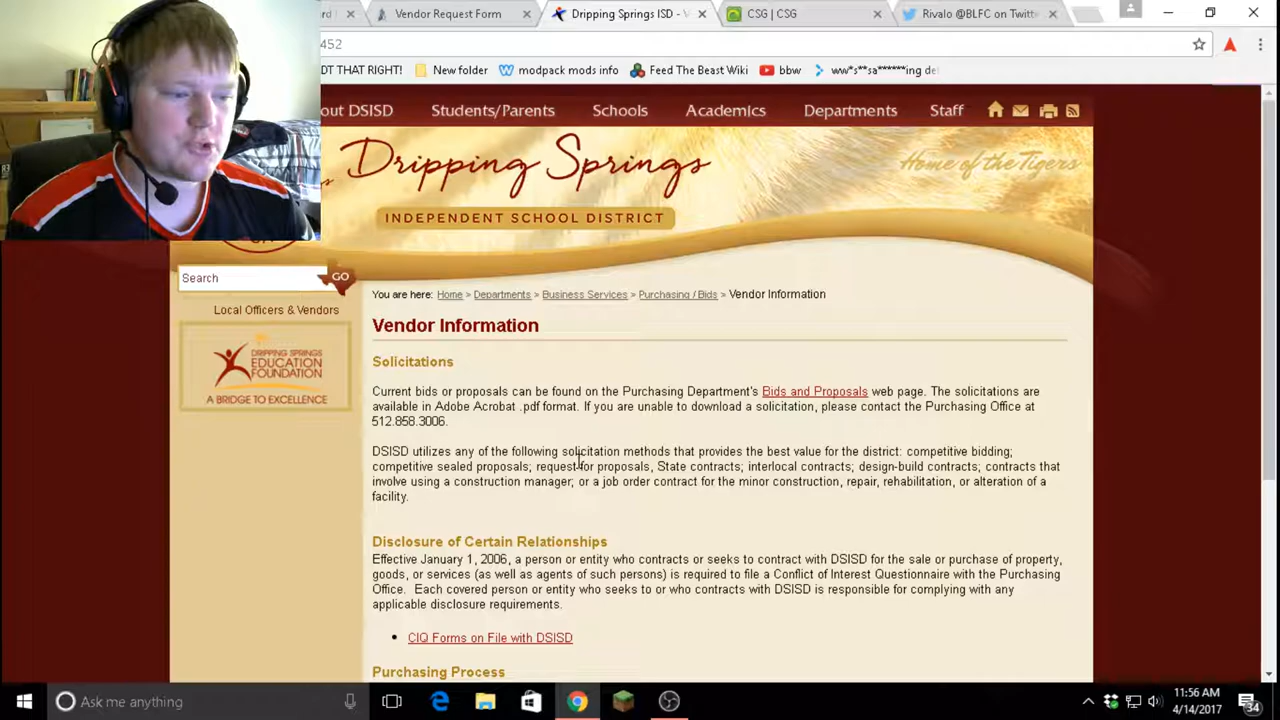 Vendor Request Form
Dripping Springs ISD - V
CSG | CSG
Rivalo @BLFC on Twitt
452
DT THAT RIGHT!
New folder
modpack mods info
Feed The Beast Wiki
bbw
ww*s**sa******ing de
out DSISD
Students/Parents
Schools
Academics
Departments
Staff
Dripping Springs
Home of the Tigers
INDEPENDENT SCHOOL DISTRICT
Search
GO
Local Officers & Vendors
DRIPPING SPRINGS
EDUCATION
FOUNDATION
A BRIDGE TO EXCELLENCE
You are here: Home > Departments > Business Services > Purchasing / Bids > Vendor Information
Vendor Information
Solicitations
Current bids or proposals can be found on the Purchasing Department's Bids and Proposals web page. The solicitations are
available in Adobe Acrobat .pdf format. If you are unable to download a solicitation, please contact the Purchasing Office at
512.858.3006.
DSISD utilizes any of the following solicitation methods that provides the best value for the district: competitive bidding;
competitive sealed proposals; request for proposals, State contracts; interlocal contracts; design-build contracts; contracts that
involve using a construction manager; or a job order contract for the minor construction, repair, rehabilitation, or alteration of a
facility.
Disclosure of Certain Relationships
Effective January 1, 2006, a person or entity who contracts or seeks to contract with DSISD for the sale or purchase of property,
goods, or services (as well as agents of such persons) is required to file a Conflict of Interest Questionnaire with the Purchasing
Office. Each covered person or entity who seeks to or who contracts with DSISD is responsible for complying with any
applicable disclosure requirements.
CIQ Forms on File with DSISD
Purchasing Process
Ask me anything
11:56 AM
4/14/2017
34